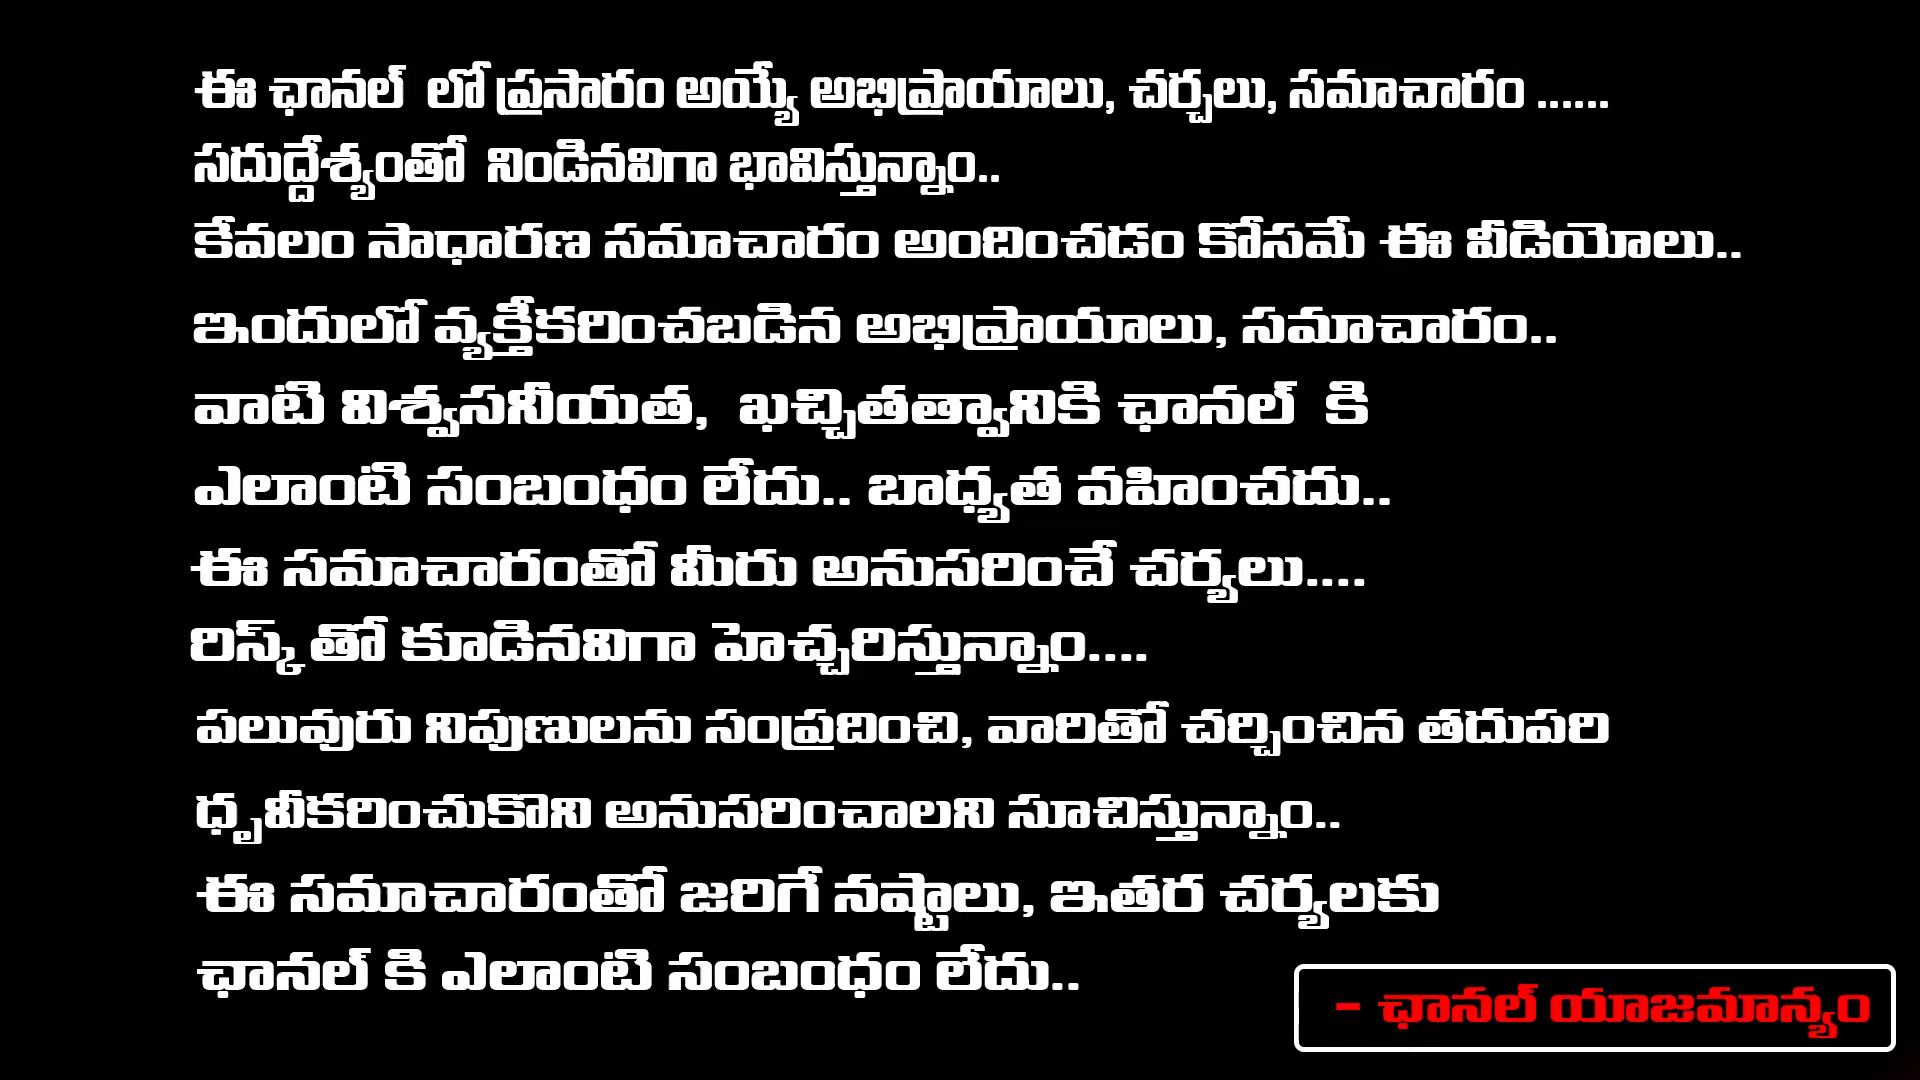 ఈ ఛానల్ లో ప్రసారం అయ్యే అభిప్రాయాలు, చర్చలు, సమాచారం ......
సదుద్దేశ్యంతో నిండినవిగా భావిస్తున్నాం..
కేవలం సాధారణ సమాచారం అందించడం కోసమే ఈ వీడియోలు..
ఇందులో వ్యక్తీకరించబడిన అభిప్రాయాలు, సమాచారం..
వాటి విశ్వసనీయత, ఖచ్చితత్వానికి ఛానల్ కి
ఎలాంటి సంబంధం లేదు.. బాధ్యత వహించదు..
ఈ సమాచారంతో మీరు అనుసరించే చర్యలు....
రిస్క్ తో కూడినవిగా హెచ్చరిస్తున్నాం....
పలువురు నిపుణులను సంప్రదించి, వారితో చర్చించిన తదుపరి
ధృవీకరించుకొని అనుసరించాలని సూచిస్తున్నాం..
ఈ సమాచారంతో జరిగే నష్టాలు, ఇతర చర్యలకు
ఛానల్ కి ఎలాంటి సంబంధం లేదు..
- ఛానల్ యాజమాన్యం